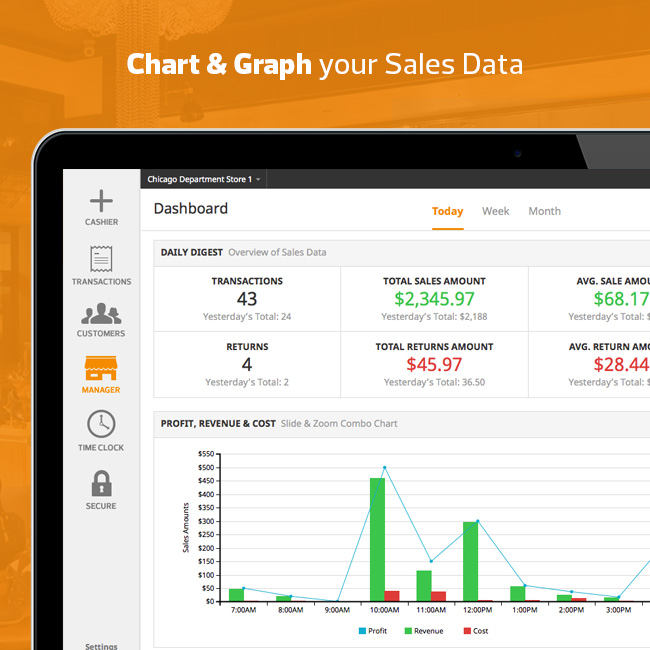 Chart & Graph your Sales Data
Chicago Department Store 1
CASHIER
TRANSACTIONS
CUSTOMERS
MANAGER
TIME CLOCK
SECURE
Settings
Dashboard
Today Week Month
DAILY DIGEST Overview of Sales Data
TRANSACTIONS
43
Yesterday's Total: 24
TOTAL SALES AMOUNT
$2,345.97
Yesterday's Total: $2,188
AVG. SALE AMOU
$68.17
Yesterday's Total: $
RETURNS
4
Yesterday's Total: 2
TOTAL RETURNS AMOUNT
$45.97
Yesterday's Total: 36.50
AVG. RETURN AMO
$28.44
Yesterday's Total: $
PROFIT, REVENUE & COST Slide & Zoom Combo Chart
Sales Amounts
$550
$500
$450
$400
$350
$300
$250
$200
$150
$100
$50
$0
7:00AM 8:00AM 9:00AM 10:00AM 11:00AM 12:00PM 1:00PM 2:00PM 3:00PM
Profit Revenue Cost